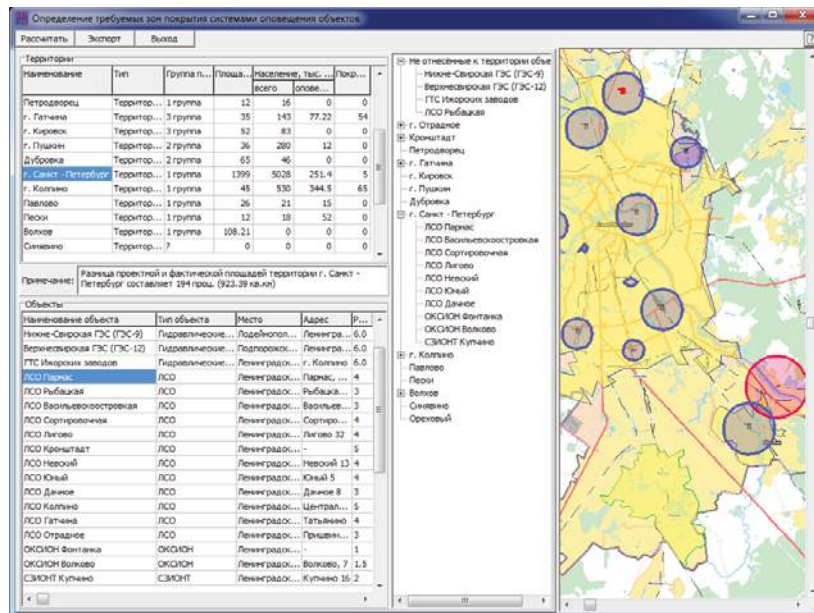 Определение требуемых зон покрытия системами оповещения объектов
Рассчитать Экспорт Выход
Территории
Наименование Тип Группа п... Площа... Население, тыс. ... Покр...
всего опове...
Петродворец Территор... 1 группа 12 16 0 0
г. Гатчина Территор... 3 группа 35 143 77.22 54
г. Кировск Территор... 3 группа 52 83 0 0
г. Пушкин Территор... 2 группа 36 280 12 0
Дубровка Территор... 2 группа 65 46 0 0
г. Санкт - Петербург Территор... 1 группа 1399 5028 251.4 5
г. Колпино Территор... 1 группа 45 530 344.5 65
Павлово Территор... 1 группа 26 21 15 0
Пески Территор... 1 группа 12 18 52 0
Волхов Территор... 1 группа 108.21 0 0 0
Синявино Территор... ? 0 0 0 0
Примечание: Разница проектной и фактической площадей территории г. Санкт -
Петербург составляет 194 проц. (923.39 кв.км)
Объекты
Наименование объекта Тип объекта Место Адрес Р...
Нижне-Свирская ГЭС (ГЭС-9) Гидравлические... Лодейнопол... Ленингра... 6.0
Верхнесвирская ГЭС (ГЭС-12) Гидравлические... Подпорожск... Ленингра... 6.0
ГТС Ижорских заводов Гидравлические... Ленинградск... г. Колпино 6.0
ЛСО Парнас ЛСО Ленинградск... Парнас, ... 4
ЛСО Рыбацкая ЛСО Ленинградск... Рыбацка... 3
ЛСО Васильевоостровская ЛСО Ленинградск... Васильев... 3
ЛСО Сортировочная ЛСО Ленинградск... Сортиро... 4
ЛСО Лигово ЛСО Ленинградск... Лигово 32 4
ЛСО Кронштадт ЛСО Ленинградск... - 5
ЛСО Невский ЛСО Ленинградск... Невский 13 4
ЛСО Юный ЛСО Ленинградск... Юный 5 4
ЛСО Дачное ЛСО Ленинградск... Дачное 8 3
ЛСО Колпино ЛСО Ленинградск... Централ... 5
ЛСО Гатчина ЛСО Ленинградск... Татьянино 4
ЛСО Отрадное ЛСО Ленинградск... Пришвин... 3
ОКСИОН Фонтанка ОКСИОН Ленинградск... - 1
ОКСИОН Волково ОКСИОН Ленинградск... Волково, 7 1.5
СЗИОНТ Купчино СЗИОНТ Ленинградск... Купчино 16 2
Не отнесённые к территории объе
Нижне-Свирская ГЭС (ГЭС-9)
Верхнесвирская ГЭС (ГЭС-12)
ГТС Ижорских заводов
ЛСО Рыбацкая
г. Отрадное
Кронштадт
Петродворец
г. Гатчина
г. Кировск
г. Пушкин
Дубровка
г. Санкт - Петербург
ЛСО Парнас
ЛСО Васильевоостровская
ЛСО Сортировочная
ЛСО Лигово
ЛСО Невский
ЛСО Юный
ЛСО Дачное
ОКСИОН Фонтанка
ОКСИОН Волково
СЗИОНТ Купчино
г. Колпино
Павлово
Пески
Волхов
Синявино
Ореховый